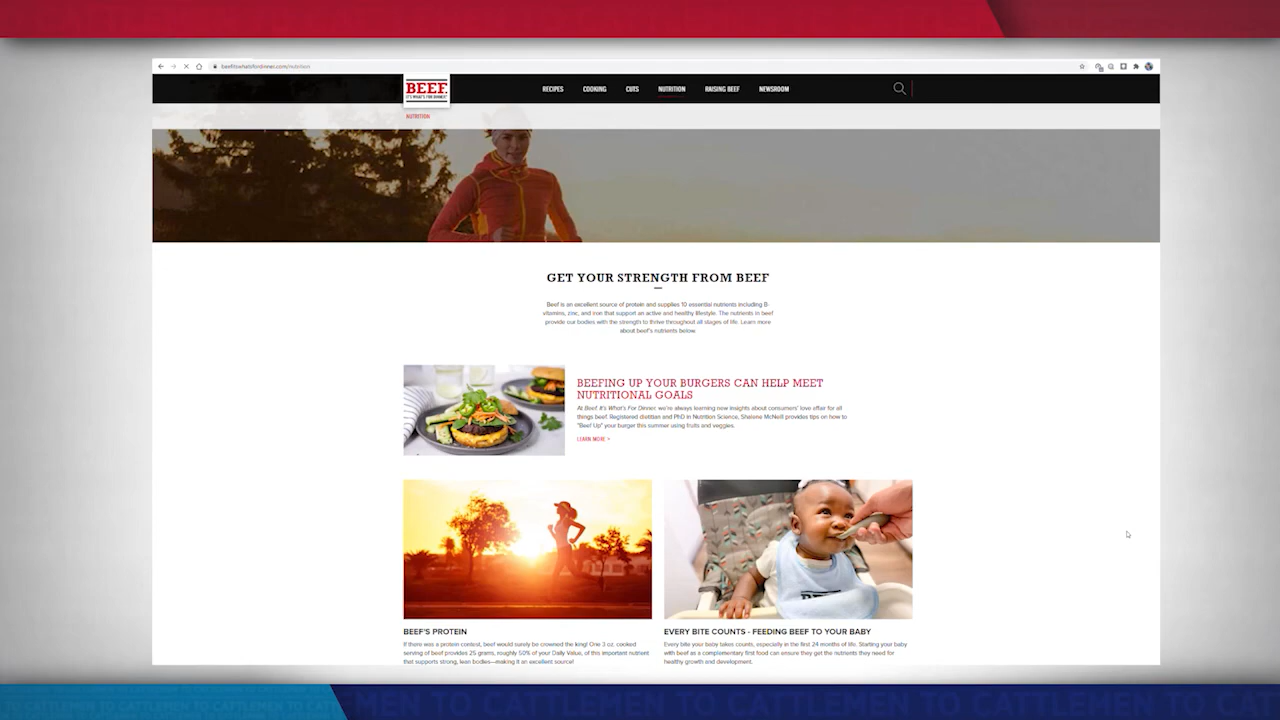 beefitswhatsfordinner.com/nutrition
BEEF.
IT'S WHAT'S FOR DINNER.
RECIPES COOKING CUTS NUTRITION RAISING BEEF NEWSROOM
NUTRITION
GET YOUR STRENGTH FROM BEEF
Beef is an excellent source of protein and supplies 10 essential nutrients including B-
vitamins, zinc, and iron that support an active and healthy lifestyle. The nutrients in beef
provide our bodies with the strength to thrive throughout all stages of life. Learn more
about beef's nutrients below.
BEEFING UP YOUR BURGERS CAN HELP MEET
NUTRITIONAL GOALS
At Beef. It's What's For Dinner, we're always learning new insights about consumers' love affair for all
things beef. Registered dietitian and PhD in Nutrition Science, Shalene McNeill provides tips on how to
"Beef Up" your burger this summer using fruits and veggies.
LEARN MORE >
BEEF'S PROTEIN
If there was a protein contest, beef would surely be crowned the king! One 3 oz. cooked
serving of beef provides 25 grams, roughly 50% of your Daily Value, of this important nutrient
that supports strong, lean bodies—making it an excellent source!
EVERY BITE COUNTS - FEEDING BEEF TO YOUR BABY
Every bite your baby takes counts, especially in the first 24 months of life. Starting your baby
with beef as a complementary first food can ensure they get the nutrients they need for
healthy growth and development.
CATTLEMEN TO CATTLEMEN TO CATTLEMEN TO CATTLEMEN TO CATTLEMEN TO CATT